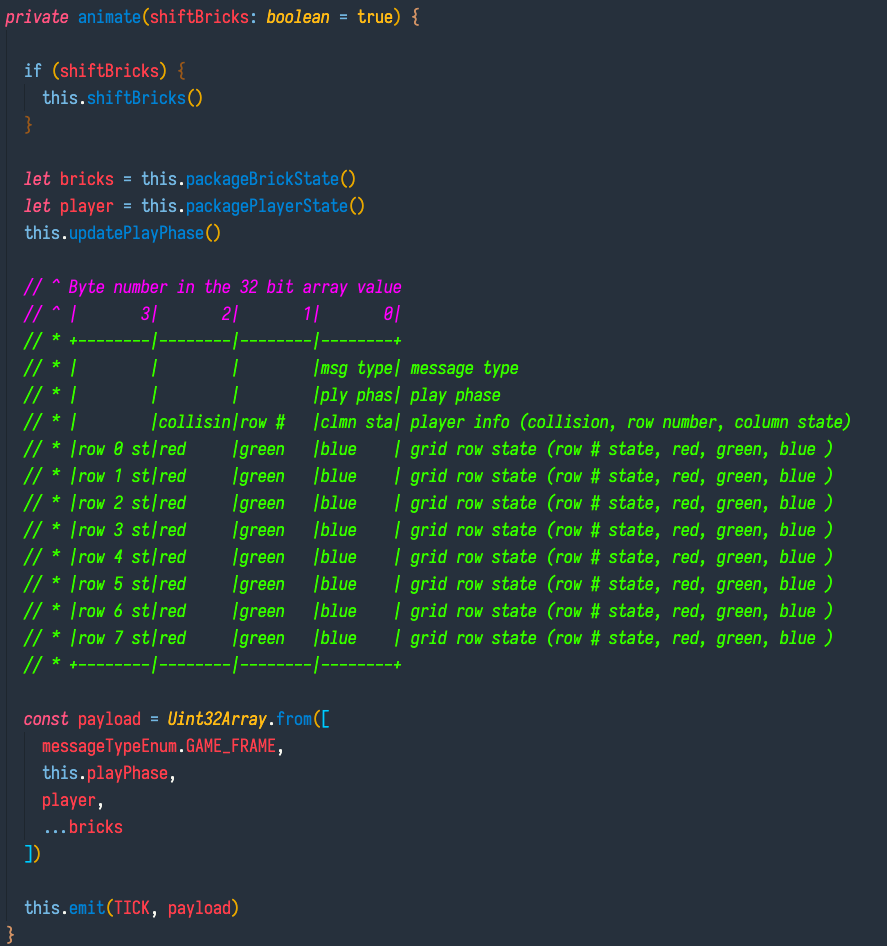 private animate(shiftBricks: boolean = true) {
  if (shiftBricks) {
    this.shiftBricks()
  }
  let bricks = this.packageBrickState()
  let player = this.packagePlayerState()
  this.updatePlayPhase()
  // ^ Byte number in the 32 bit array value
  // ^ |       3|       2|       1|       0|
  // * +--------|--------|--------|--------+
  // * |        |        |        |msg type| message type
  // * |        |        |        |ply phas| play phase
  // * |        |collisin|row #   |clmn sta| player info (collision, row number, column state)
  // * |row 0 st|red     |green   |blue    | grid row state (row # state, red, green, blue )
  // * |row 1 st|red     |green   |blue    | grid row state (row # state, red, green, blue )
  // * |row 2 st|red     |green   |blue    | grid row state (row # state, red, green, blue )
  // * |row 3 st|red     |green   |blue    | grid row state (row # state, red, green, blue )
  // * |row 4 st|red     |green   |blue    | grid row state (row # state, red, green, blue )
  // * |row 5 st|red     |green   |blue    | grid row state (row # state, red, green, blue )
  // * |row 6 st|red     |green   |blue    | grid row state (row # state, red, green, blue )
  // * |row 7 st|red     |green   |blue    | grid row state (row # state, red, green, blue )
  // * +--------|--------|--------|--------+
  const payload = Uint32Array.from([
    messageTypeEnum.GAME_FRAME,
    this.playPhase,
    player,
    ...bricks
  ])
  this.emit(TICK, payload)
}